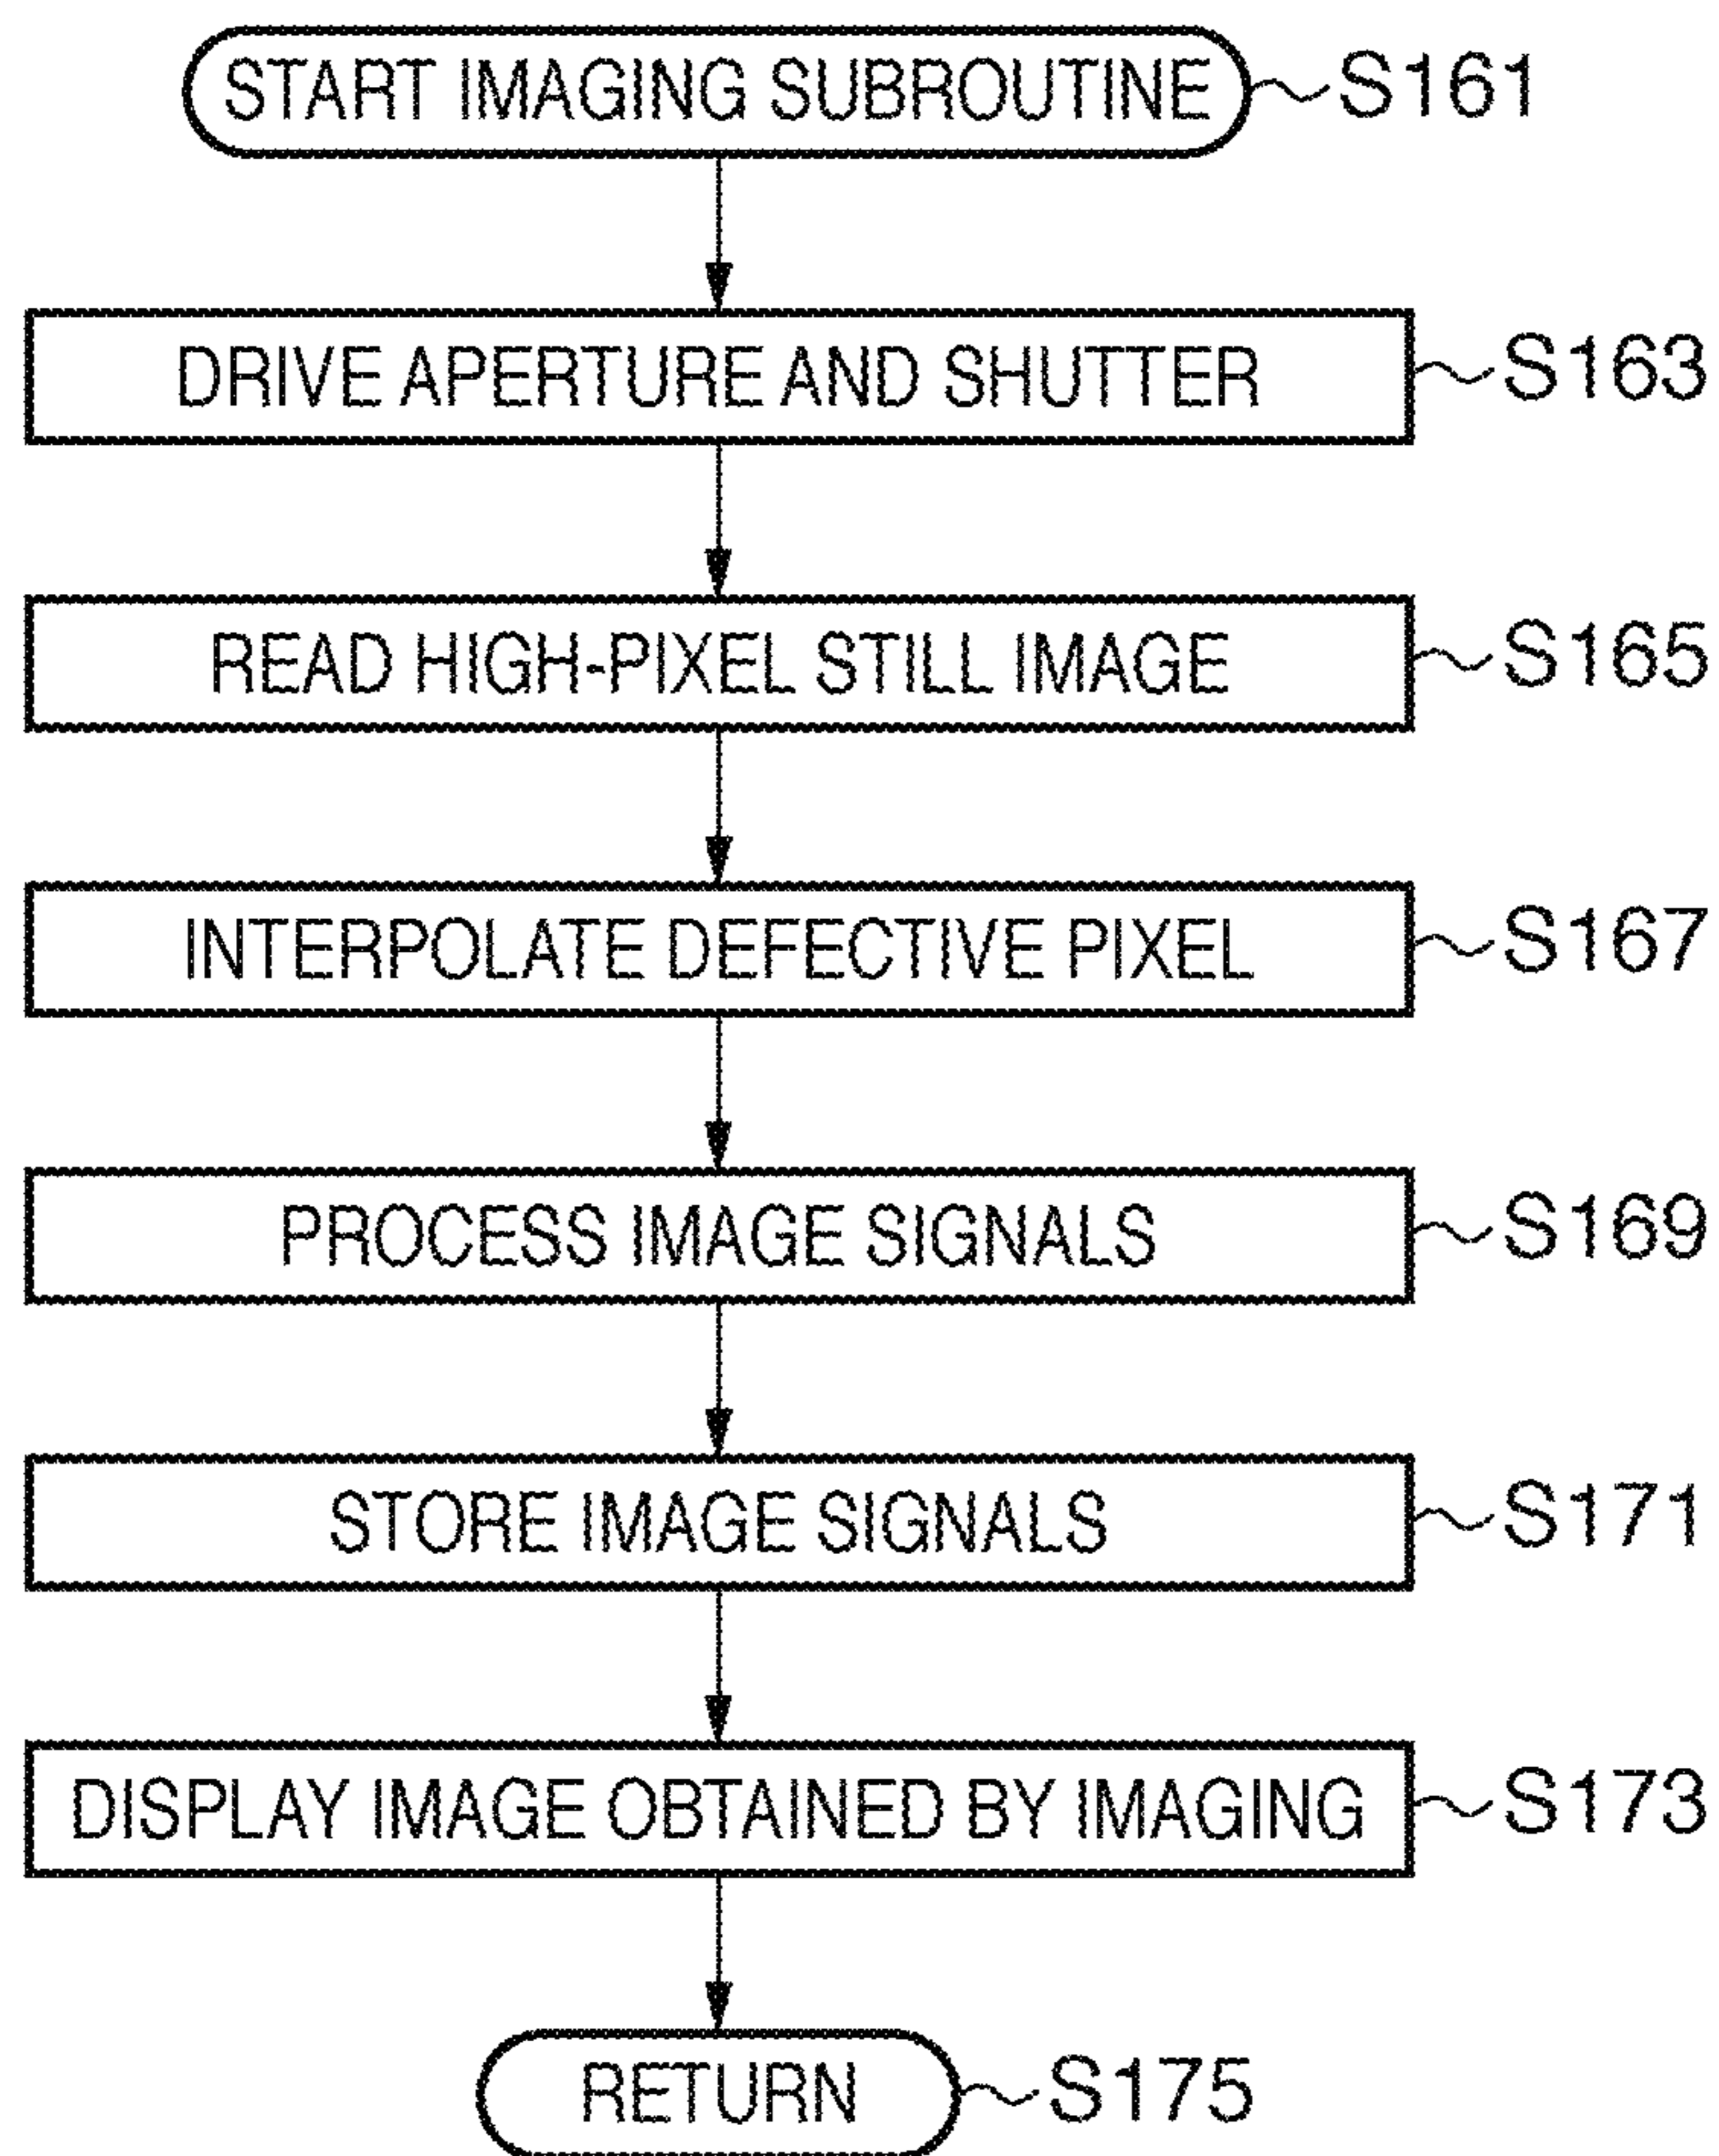 START IMAGING SUBROUTINE S161
DRIVE APERTURE AND SHUTTER S163
READ HIGH-PIXEL STILL IMAGE S165
INTERPOLATE DEFECTIVE PIXEL S167
PROCESS IMAGE SIGNALS S169
STORE IMAGE SIGNALS S171
DISPLAY IMAGE OBTAINED BY IMAGING S173
RETURN S175